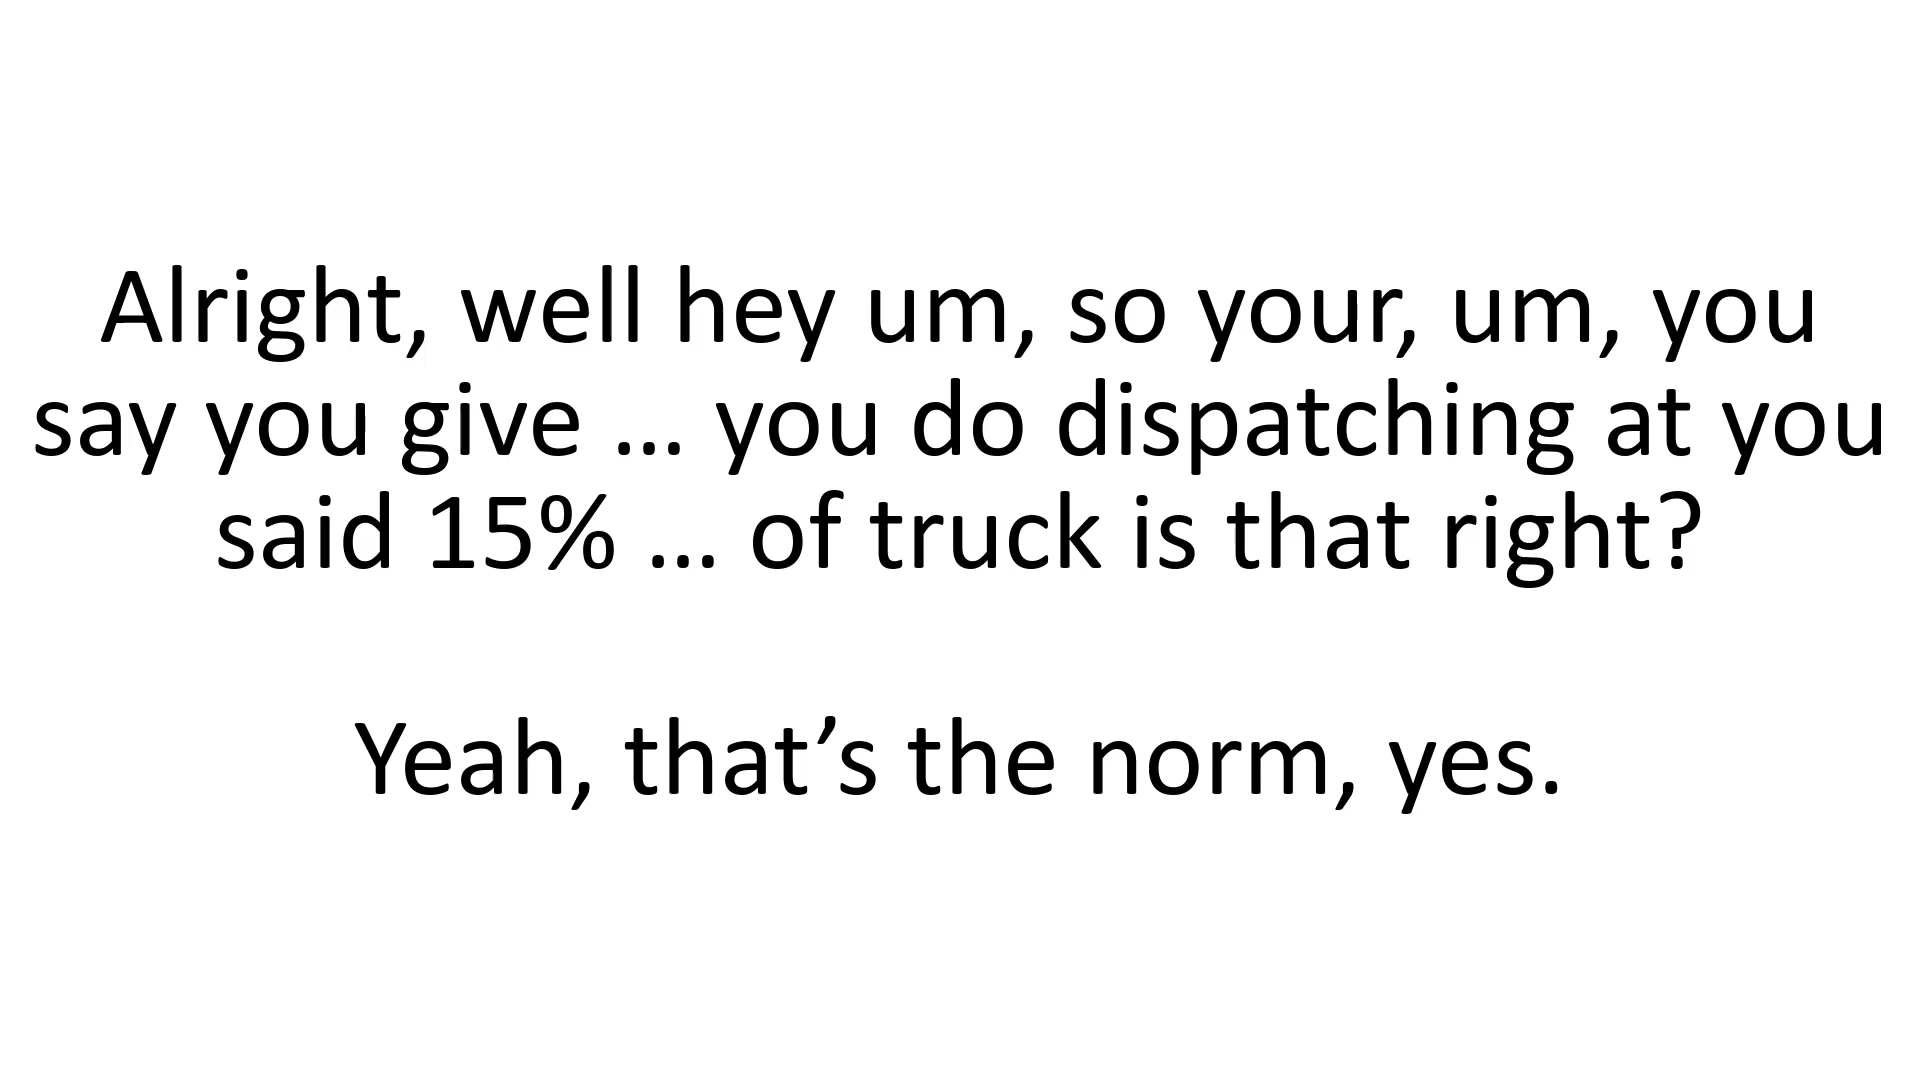 Alright, well hey um, so your, um, you
say you give … you do dispatching at you
said 15% … of truck is that right?
Yeah, that’s the norm, yes.